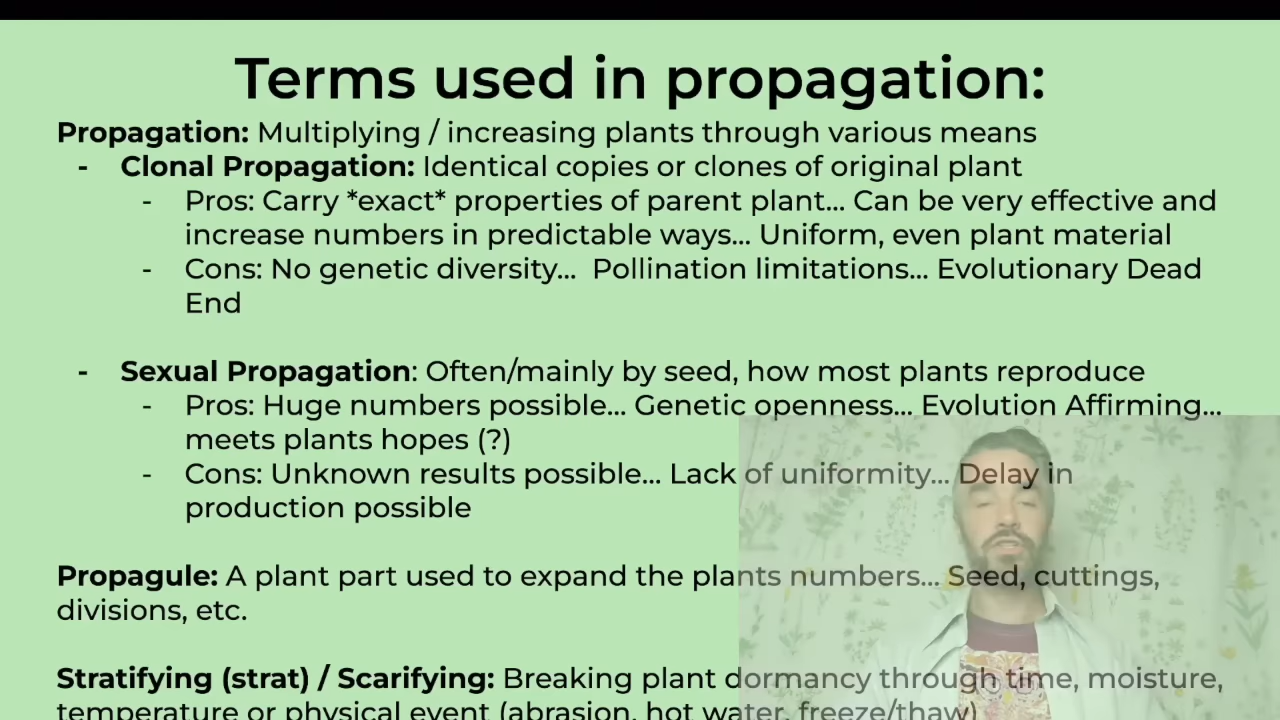 Terms used in propagation:
Propagation: Multiplying / increasing plants through various means
- Clonal Propagation: Identical copies or clones of original plant
- Pros: Carry *exact* properties of parent plant... Can be very effective and
increase numbers in predictable ways... Uniform, even plant material
- Cons: No genetic diversity... Pollination limitations... Evolutionary Dead
End
- Sexual Propagation: Often/mainly by seed, how most plants reproduce
- Pros: Huge numbers possible... Genetic openness... Evolution Affirming...
meets plants hopes (?)
- Cons: Unknown results possible... Lack of uniformity... Delay in
production possible
Propagule: A plant part used to expand the plants numbers... Seed, cuttings,
divisions, etc.
Stratifying (strat) / Scarifying: Breaking plant dormancy through time, moisture,
temperature or physical event (abrasion, hot water, freeze/thaw)